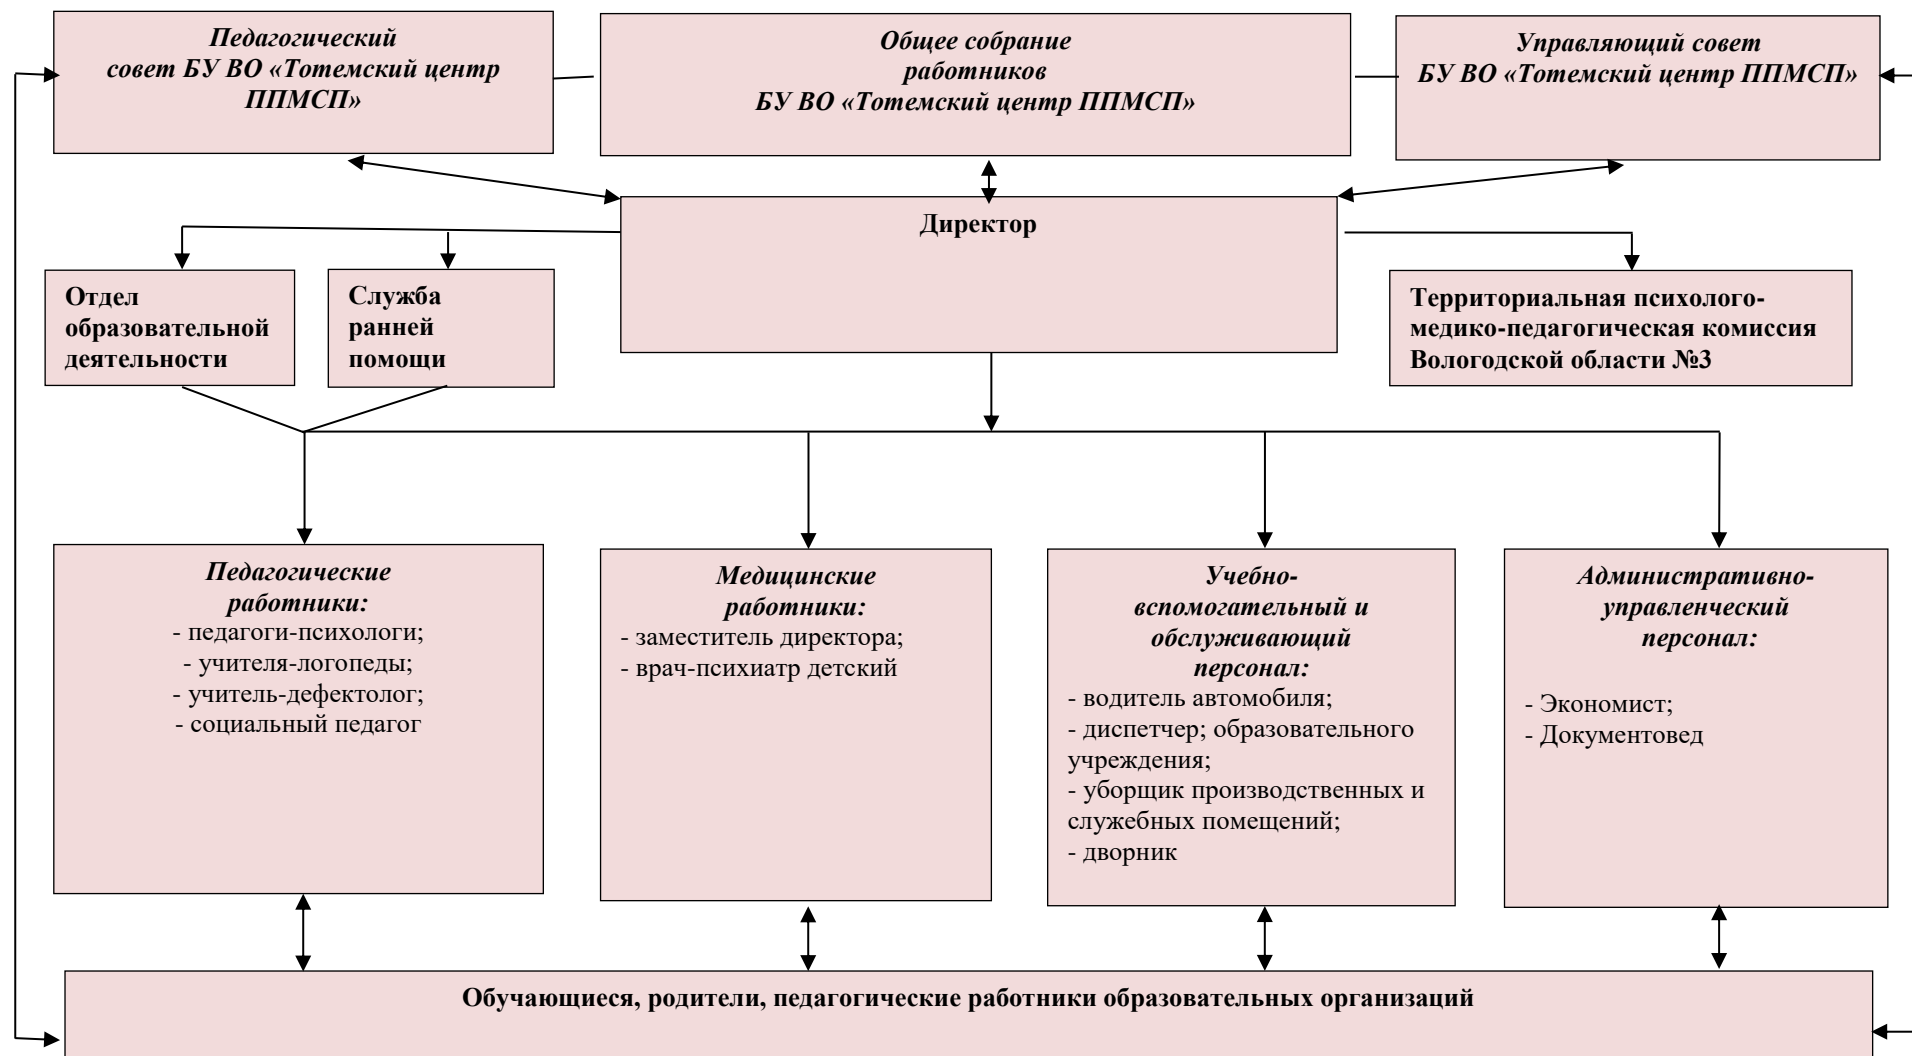 Педагогический
совет БУ ВО «Тотемский центр
ППМСП»
Общее собрание
работников
БУ ВО «Тотемский центр ППМСП»
Управляющий совет
БУ ВО «Тотемский центр ППМСП»
Директор
Отдел
образовательной
деятельности
Служба
ранней
помощи
Территориальная психолого-
медико-педагогическая комиссия
Вологодской области №3
Педагогические
работники:
- педагоги-психологи;
- учителя-логопеды;
- учитель-дефектолог;
- социальный педагог
Медицинские
работники:
- заместитель директора;
- врач-психиатр детский
Учебно-
вспомогательный и
обслуживающий
персонал:
- водитель автомобиля;
- диспетчер; образовательного
учреждения;
- уборщик производственных и
служебных помещений;
- дворник
Административно-
управленческий
персонал:
- Экономист;
- Документовед
Обучающиеся, родители, педагогические работники образовательных организаций